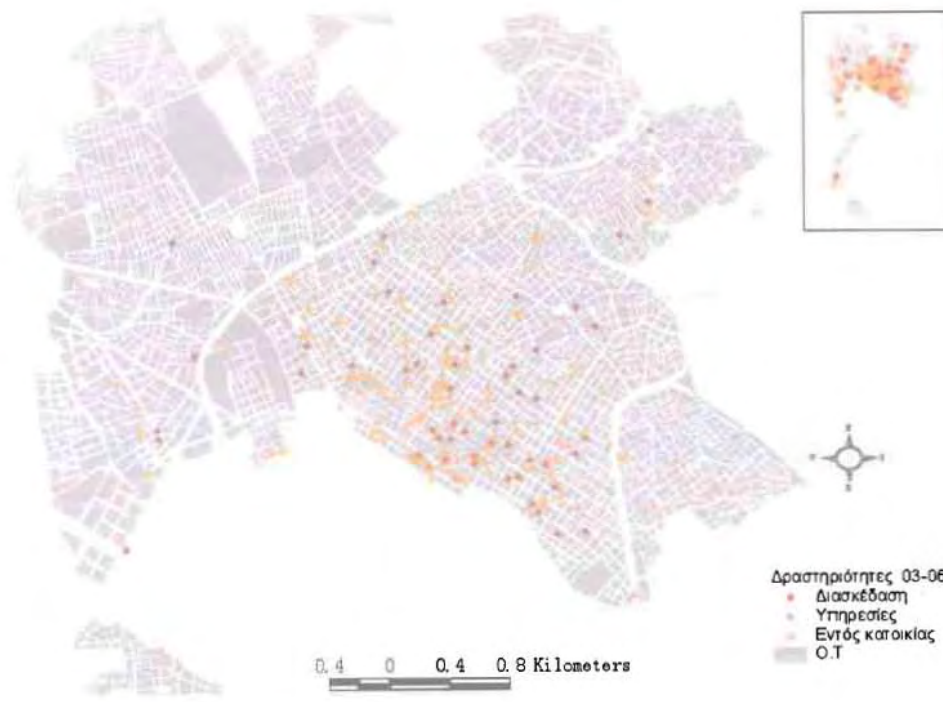 Δραστηριότητες 03-06
Διασκέδαση
Υπηρεσίες
Εντός κατοικίας
Ο.Τ
0.4 0 0.4 0.8 Kilometers